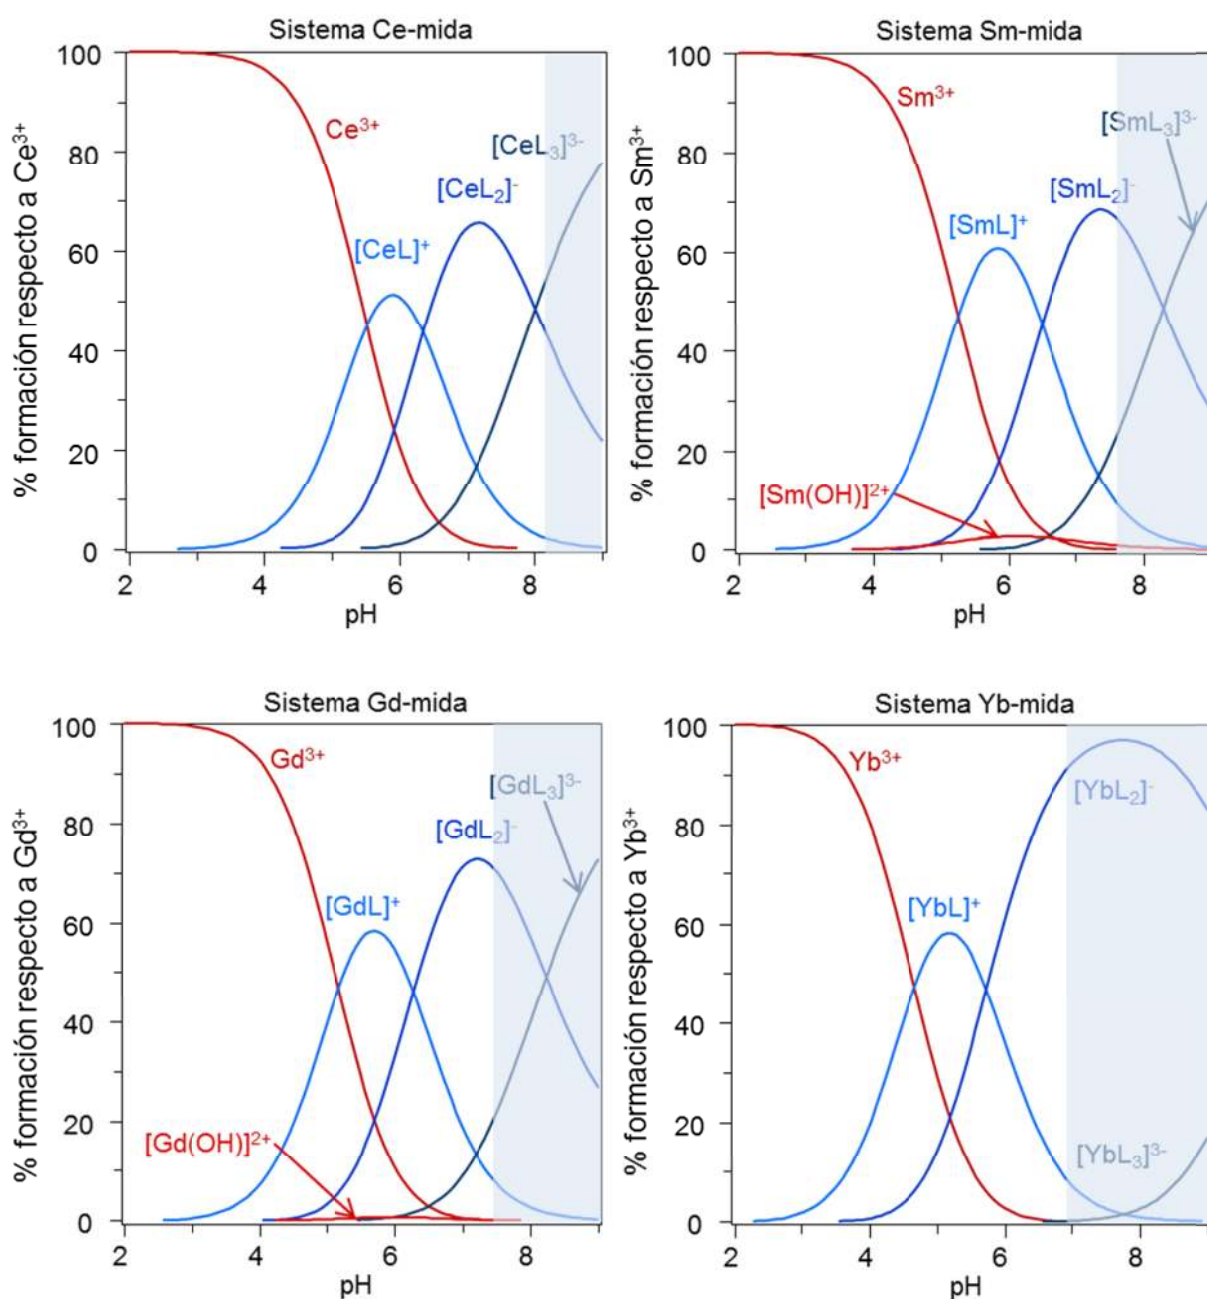 Sistema Ce-mida
% formación respecto a Ce³⁺
100
80
60
40
20
0
Ce³⁺
[CeL]⁺
[CeL₂]⁻
[CeL₃]³⁻
2
4
6
8
pH
Sistema Sm-mida
% formación respecto a Sm³⁺
100
80
60
40
20
0
Sm³⁺
[SmL]⁺
[SmL₂]⁻
[SmL₃]³⁻
[Sm(OH)]²⁺
2
4
6
8
pH
Sistema Gd-mida
% formación respecto a Gd³⁺
100
80
60
40
20
0
Gd³⁺
[GdL]⁺
[GdL₂]⁻
[GdL₃]³⁻
[Gd(OH)]²⁺
2
4
6
8
pH
Sistema Yb-mida
% formación respecto a Yb³⁺
100
80
60
40
20
0
Yb³⁺
[YbL]⁺
[YbL₂]⁻
[YbL₃]³⁻
2
4
6
8
pH